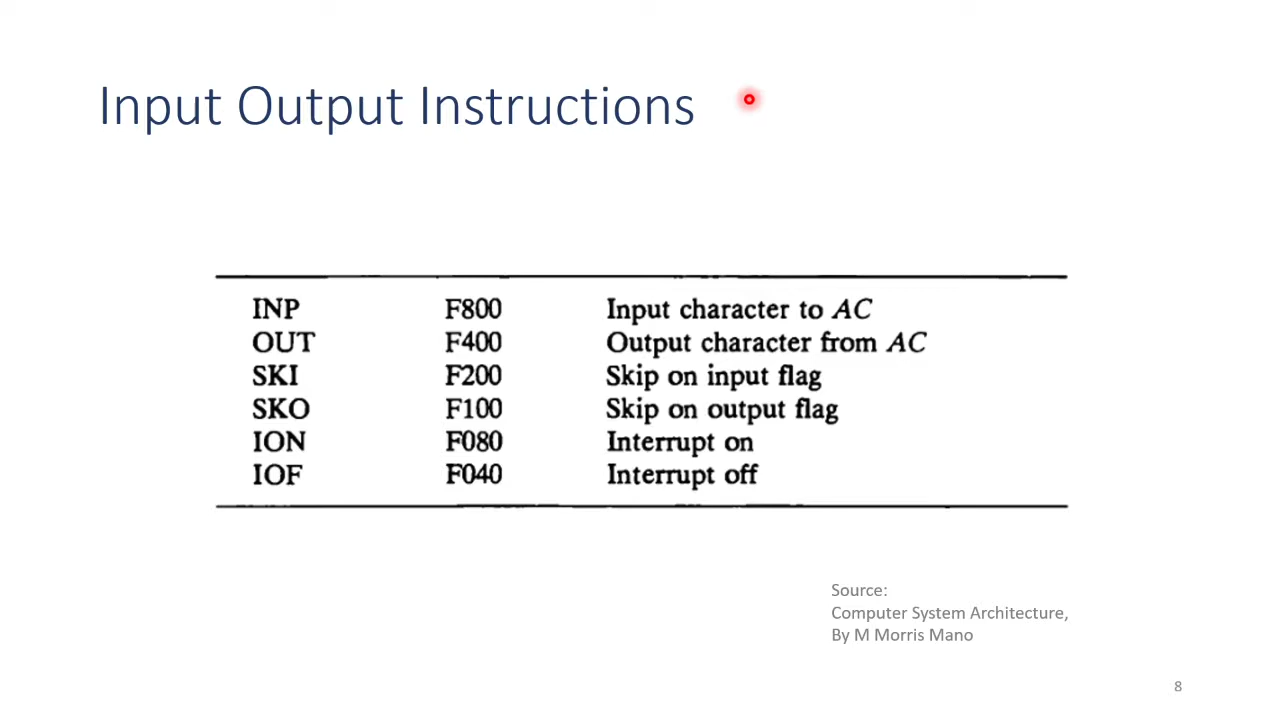 Input Output Instructions
INP F800 Input character to AC
OUT F400 Output character from AC
SKI F200 Skip on input flag
SKO F100 Skip on output flag
ION F080 Interrupt on
IOF F040 Interrupt off
Source:
Computer System Architecture,
By M Morris Mano
8